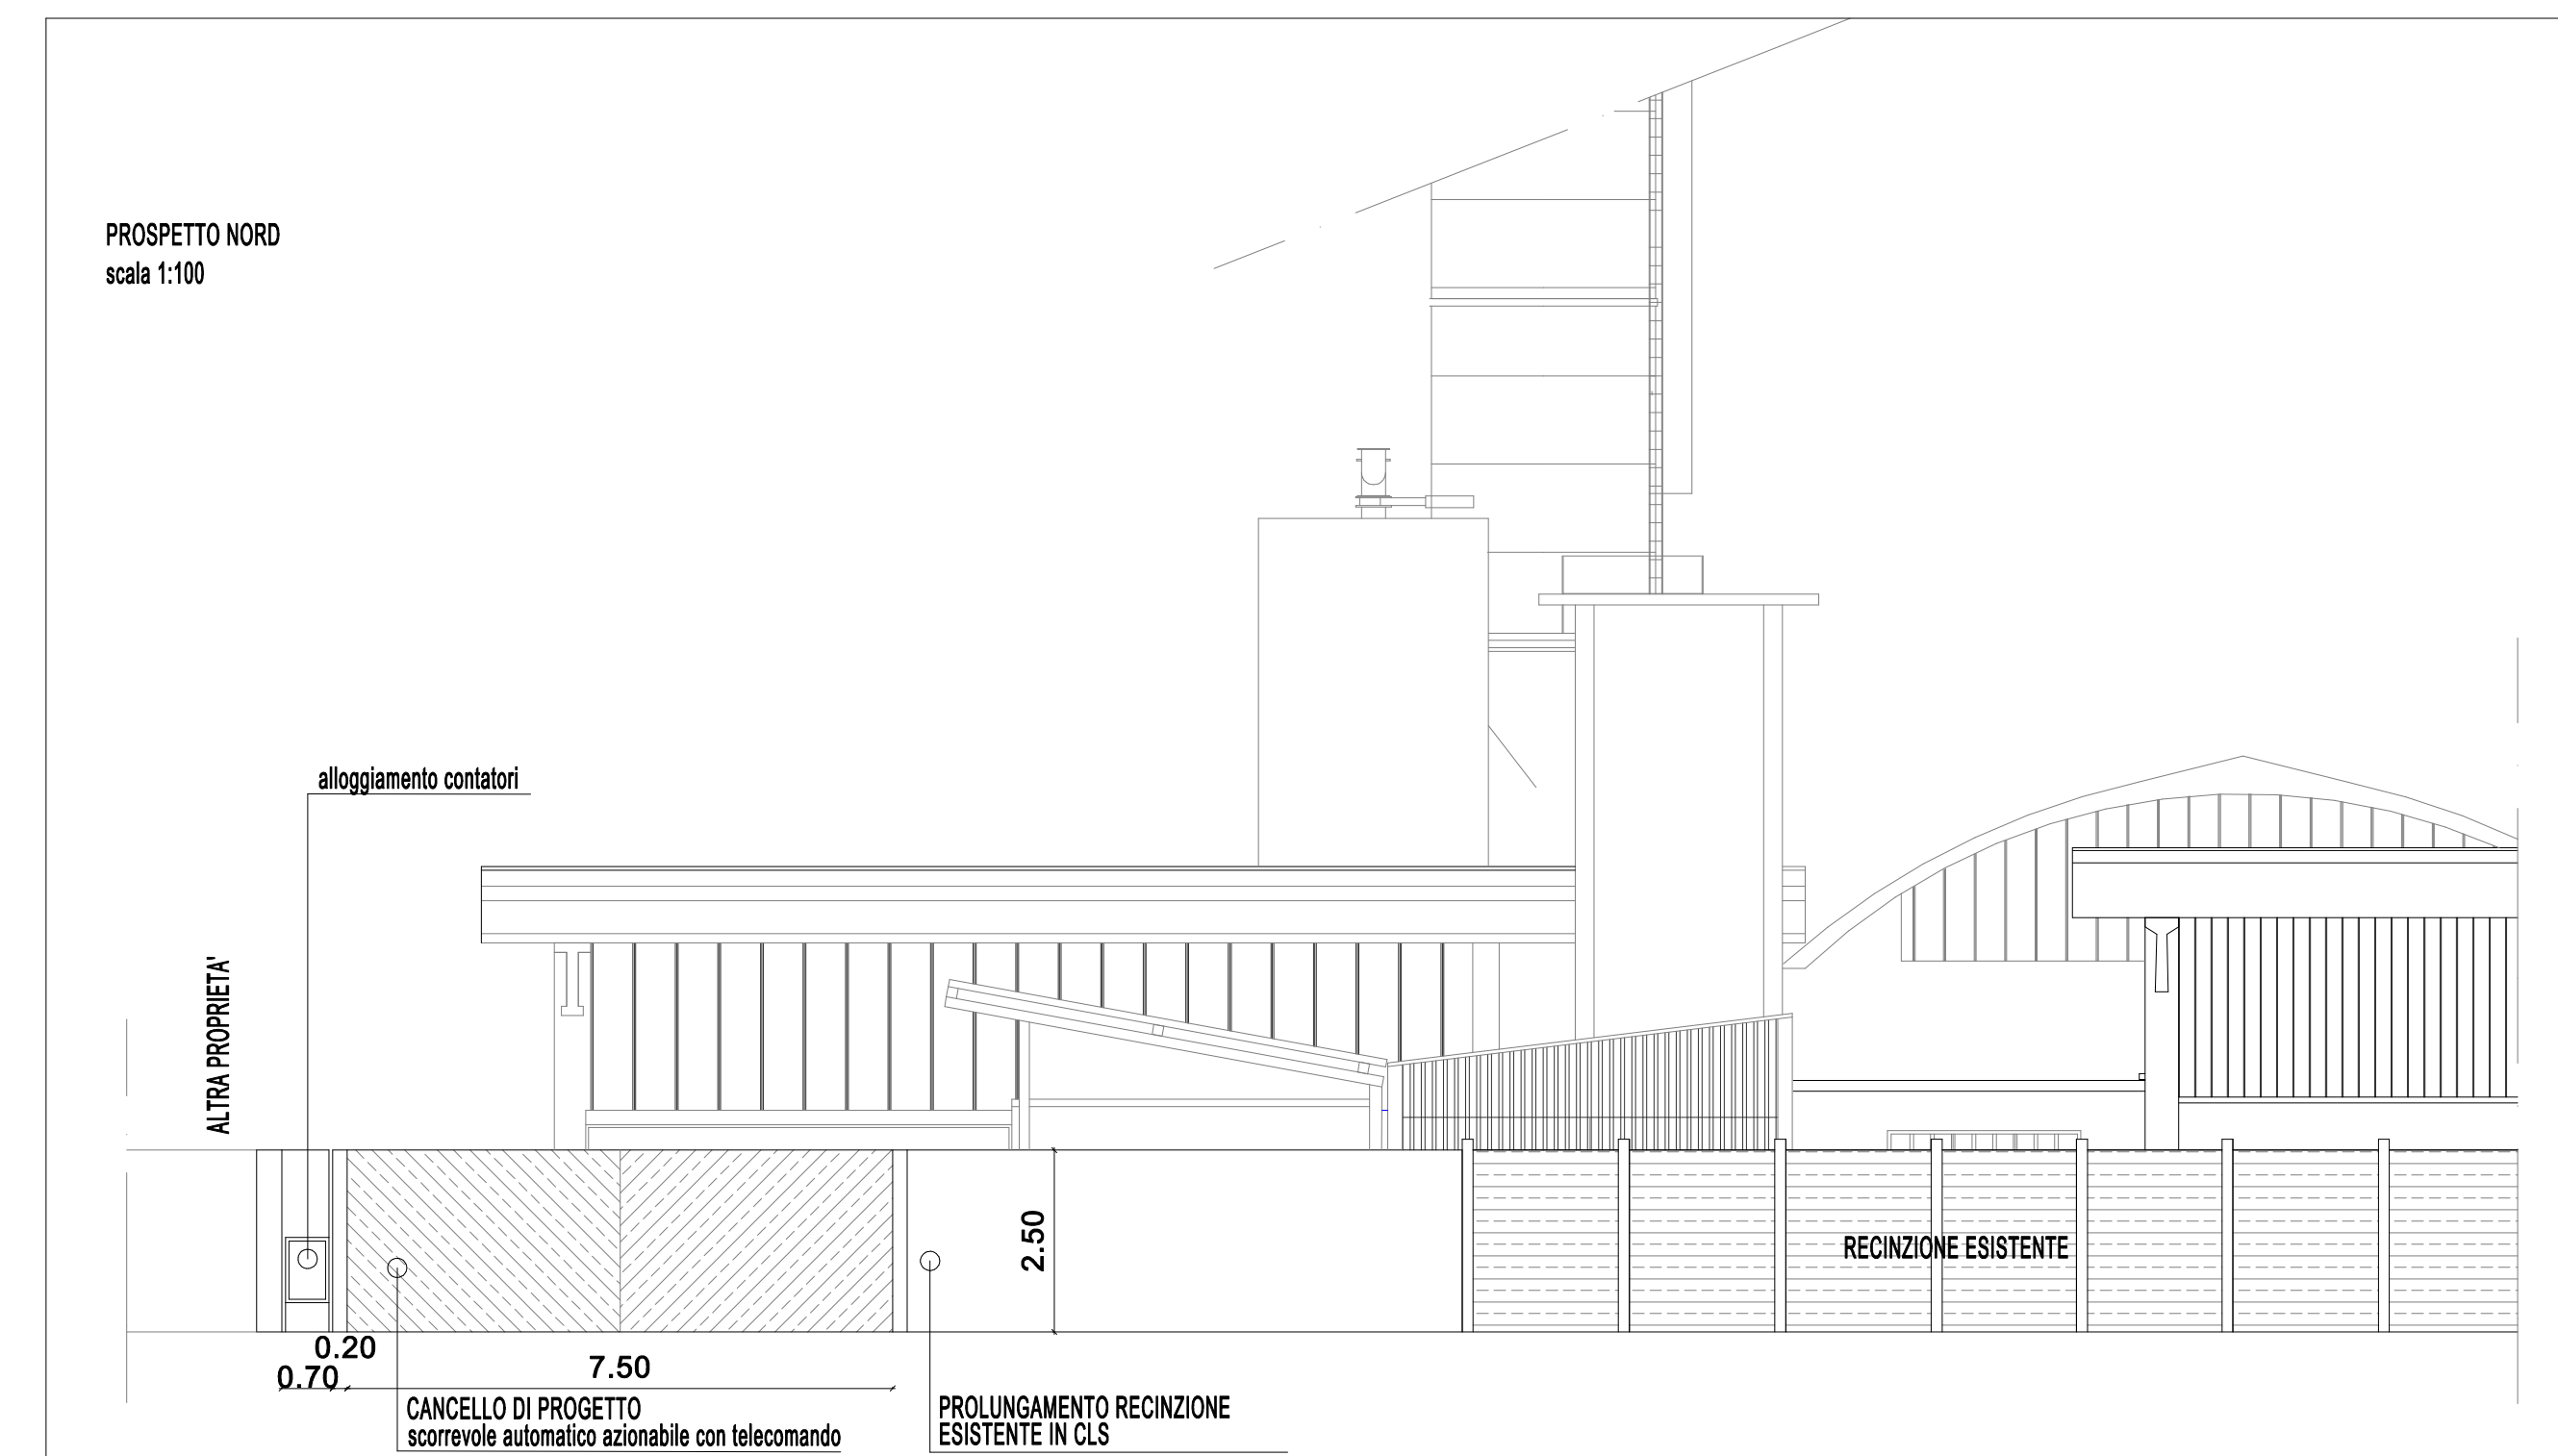 PROSPETTO NORD
scala 1:100
alloggiamento contatori
ALTRA PROPRIETA'
2.50
RECINZIONE ESISTENTE
0.20
0.70
7.50
CANCELLO DI PROGETTO
scorrevole automatico azionabile con telecomando
PROLUNGAMENTO RECINZIONE
ESISTENTE IN CLS